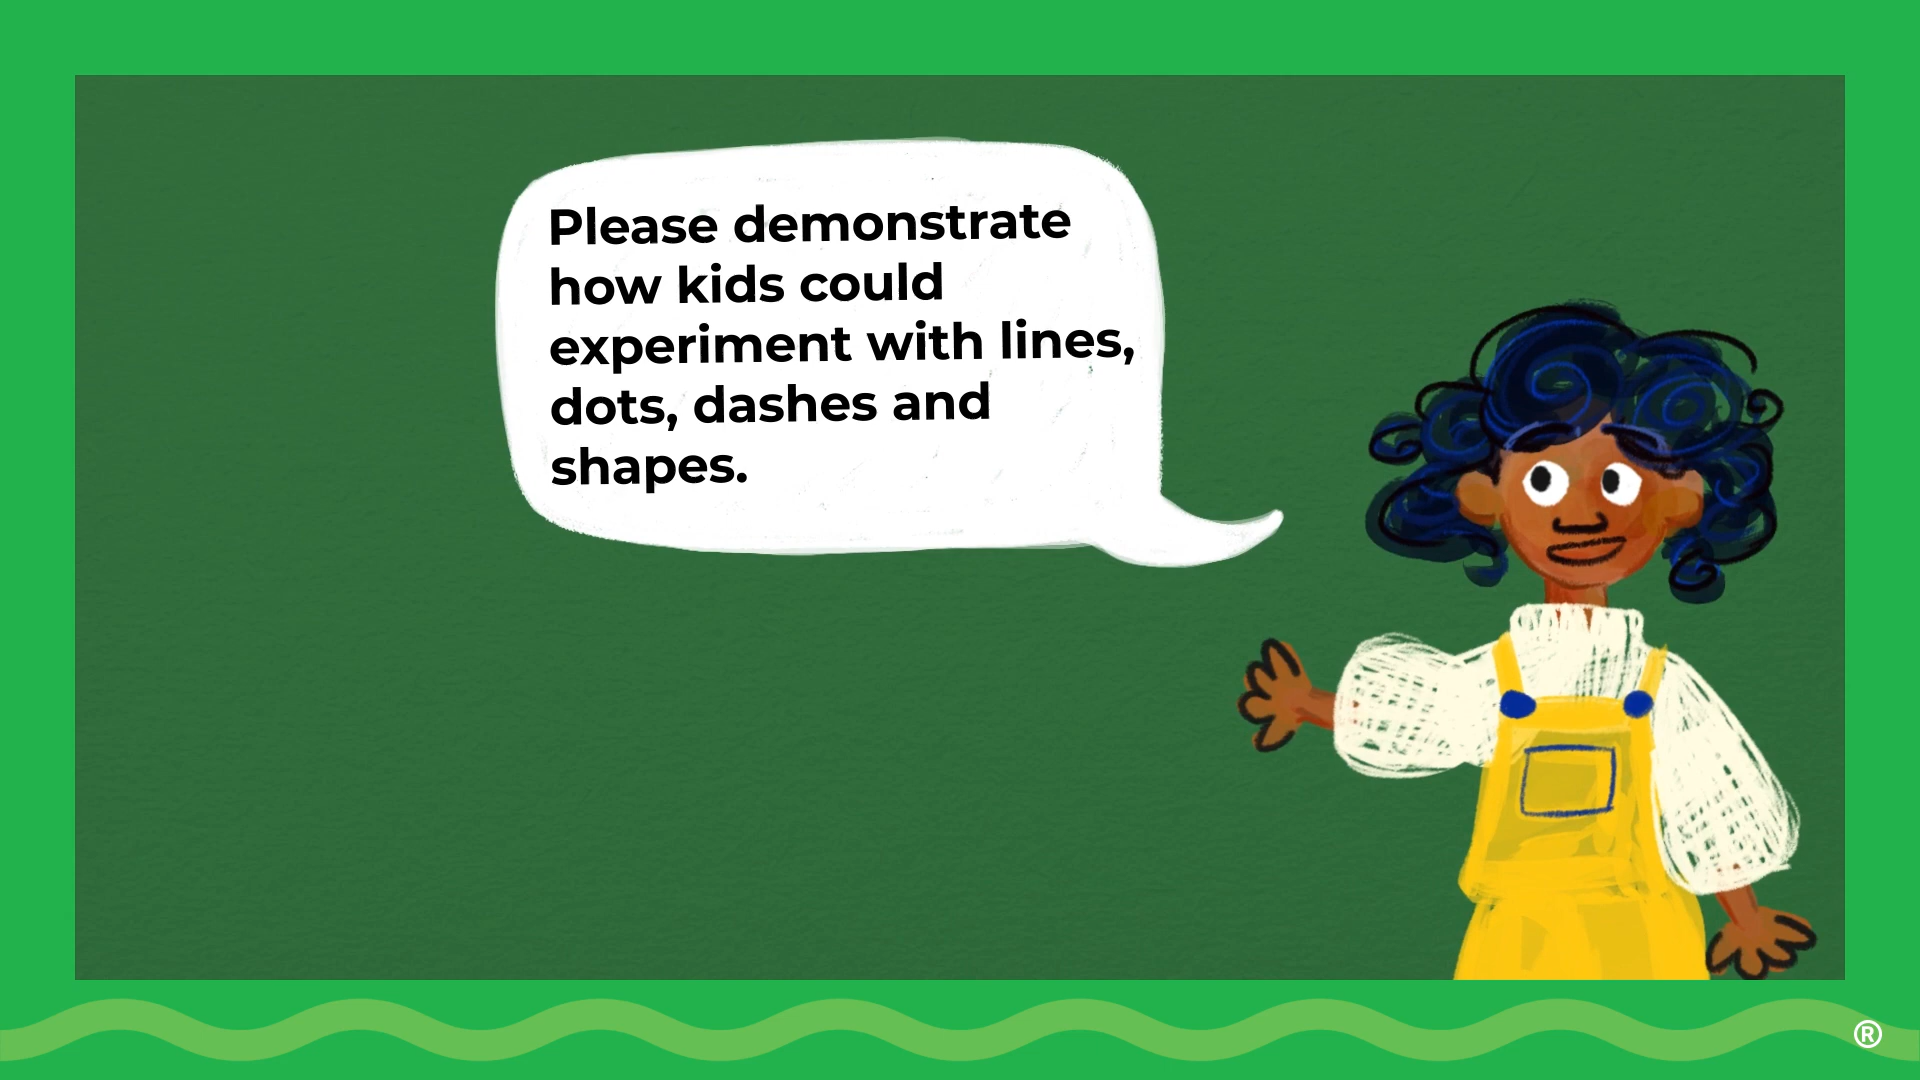 Please demonstrate
how kids could
experiment with lines,
dots, dashes and
shapes.
®